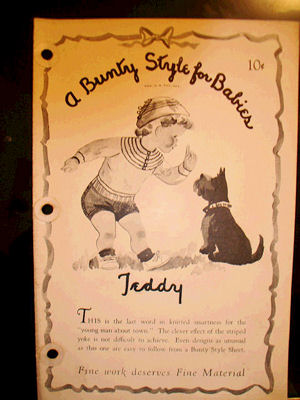 A Bunty Style for Babies
10¢
Teddy
THIS is the last word in knitted smartness for the
"young man about town." The clever effect of the striped
yoke is not difficult to achieve. Even designs as unusual
as this one are easy to follow from a Bunty Style Sheet.
Fine work deserves Fine Material